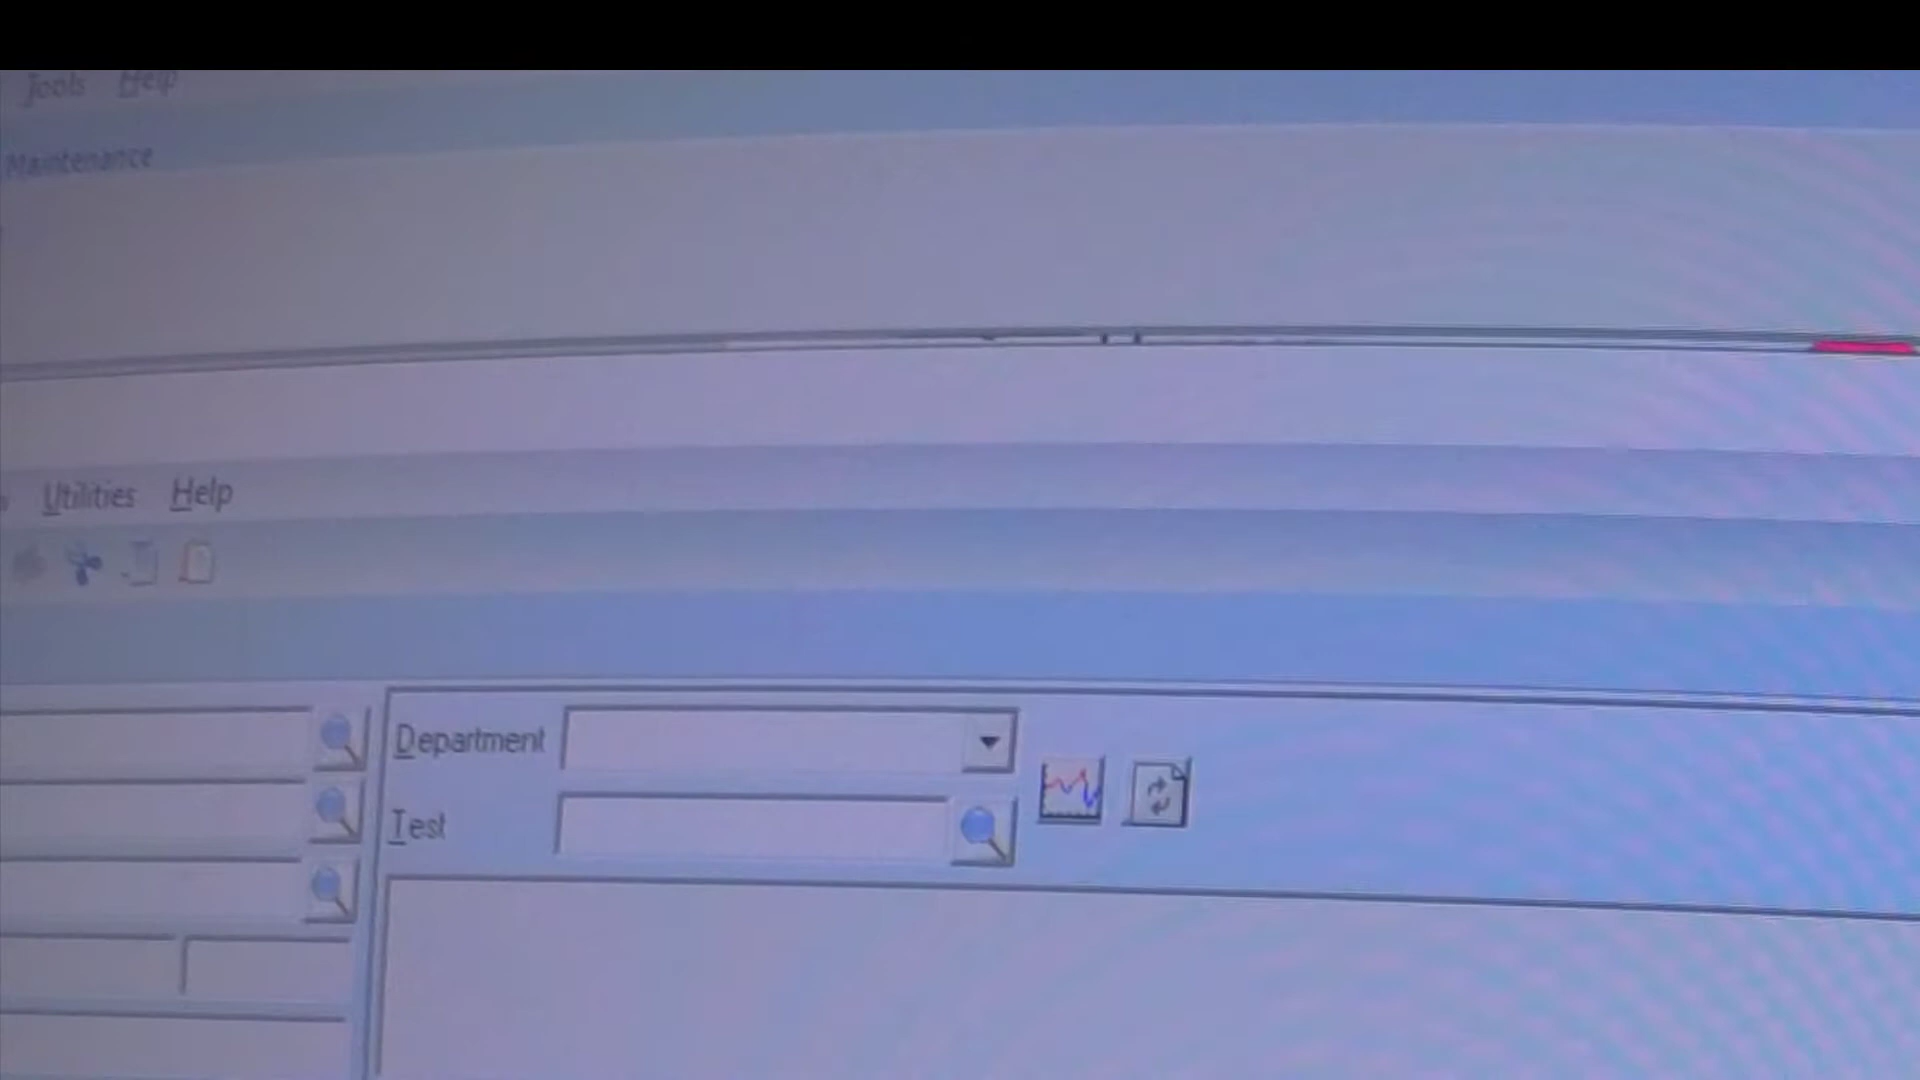 Tools Help
Maintenance
Utilities Help
Department
Test